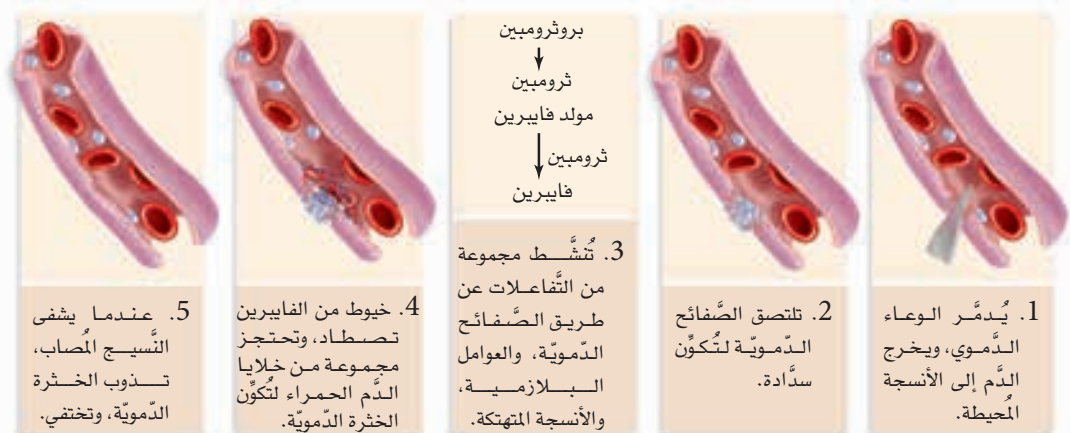 1. يُدمَّر الوعاء
الدَّموي، ويخرج
الدَّم إلى الأنسجة
المُحيطة.
2. تلتصق الصَّفائح
الدَّمويّة لتُكوِّن
سدَّادة.
بروثرومبين
ثرومبين
مولد فايبرين
ثرومبين
فايبرين
3. تُنشَّط مجموعة
من التَّفاعلات عن
طريق الصَّفائح
الدّمويّة، والعوامل
البلازمية،
والأنسجة المتهتكة.
4. خيوط من الفايبرين
تصطاد، وتحتجز
مجموعة من خلايا
الدَّم الحمراء لتُكوِّن
الخثرة الدّمويّة.
5. عندما يشفى
النَّسيج المُصاب،
تذوب الخثرة
الدّمويّة، وتختفي.